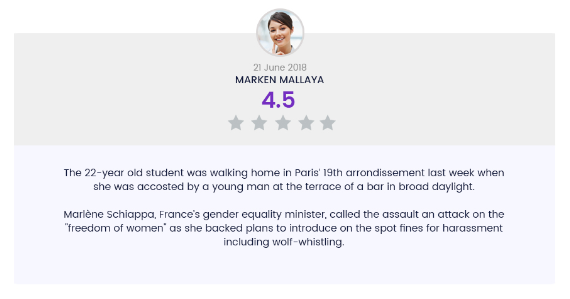 21 June 2018
MARKEN MALLAYA
4.5
The 22-year old student was walking home in Paris' 19th arrondissement last week when
she was accosted by a young man at the terrace of a bar in broad daylight.
Marlène Schiappa, France's gender equality minister, called the assault an attack on the
"freedom of women" as she backed plans to introduce on the spot fines for harassment
including wolf-whistling.